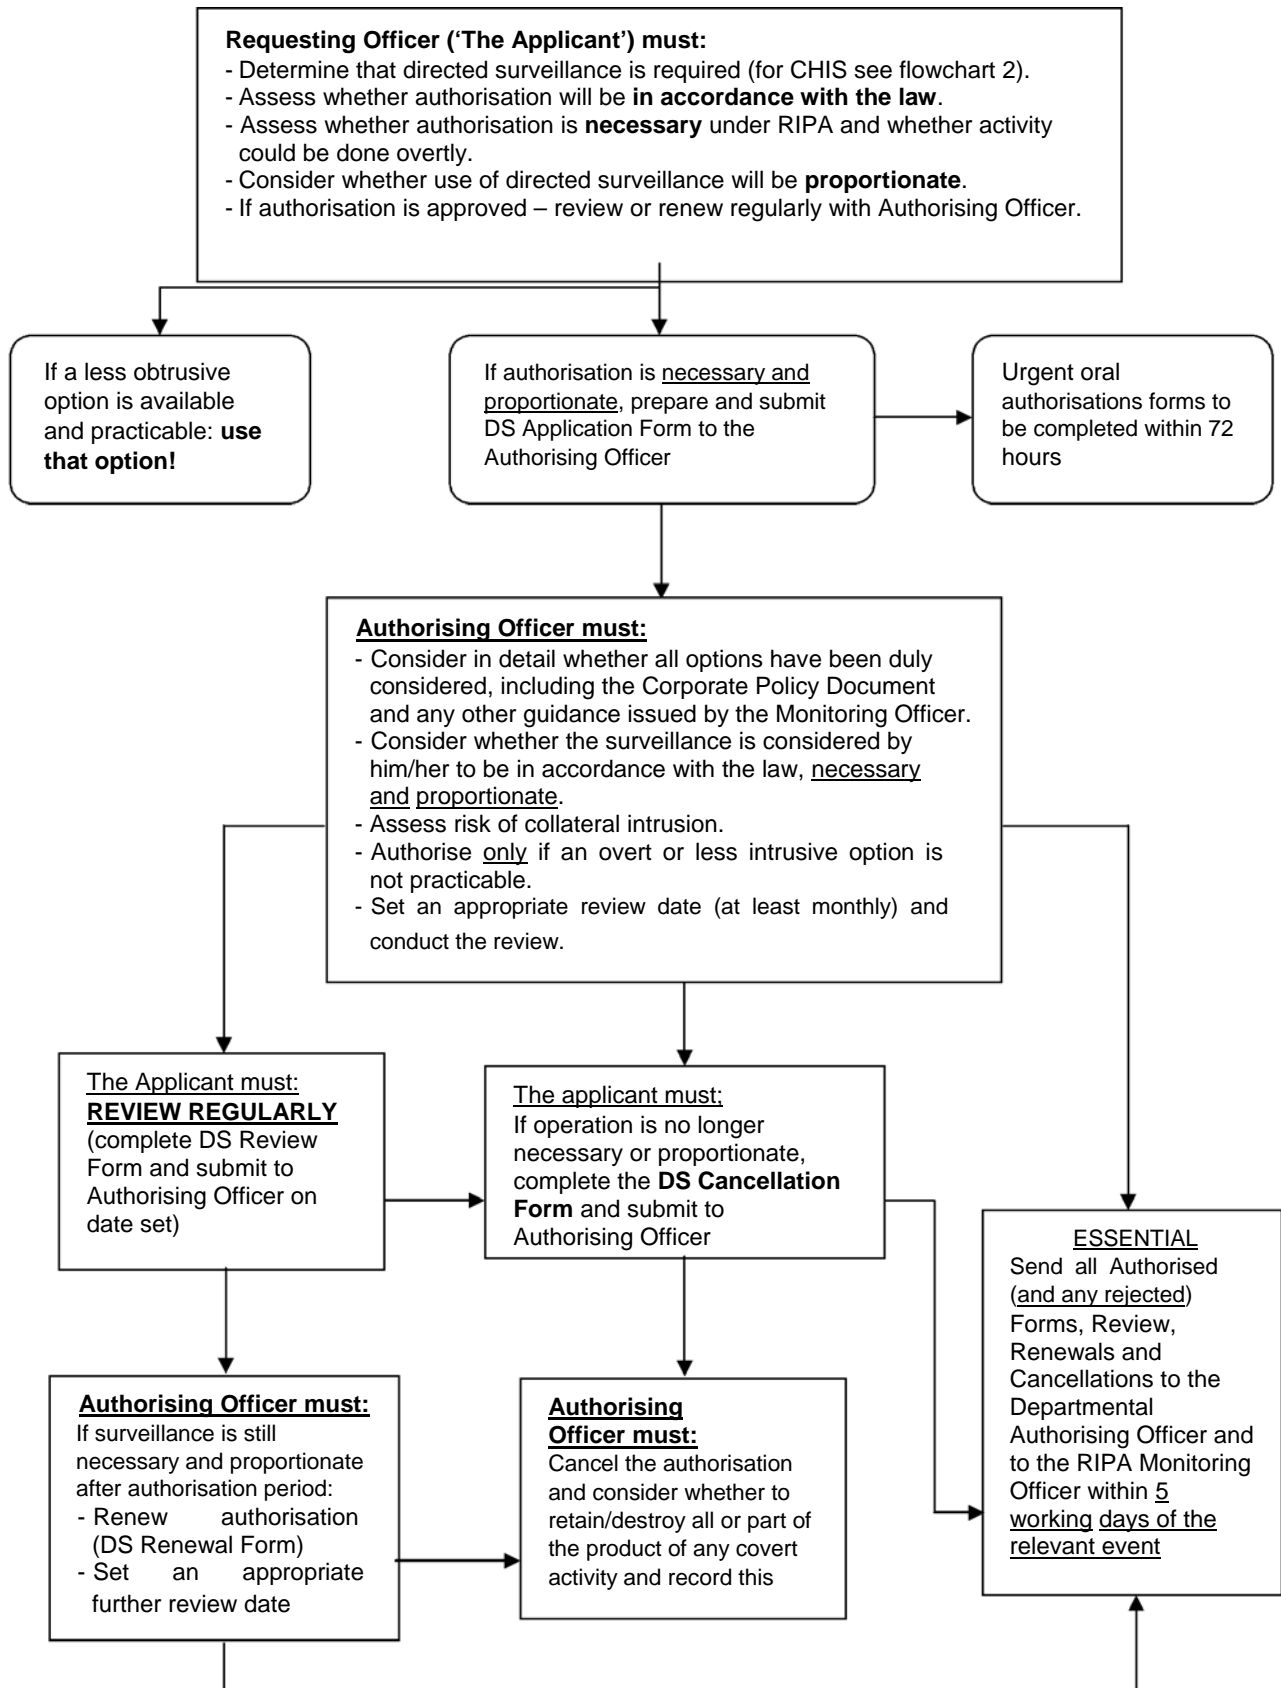 Requesting Officer (‘The Applicant’) must:
- Determine that directed surveillance is required (for CHIS see flowchart 2).
- Assess whether authorisation will be in accordance with the law.
- Assess whether authorisation is necessary under RIPA and whether activity
could be done overtly.
- Consider whether use of directed surveillance will be proportionate.
- If authorisation is approved – review or renew regularly with Authorising Officer.
If a less obtrusive
option is available
and practicable: use
that option!
If authorisation is necessary and
proportionate, prepare and submit
DS Application Form to the
Authorising Officer
Urgent oral
authorisations forms to
be completed within 72
hours
Authorising Officer must:
- Consider in detail whether all options have been duly
considered, including the Corporate Policy Document
and any other guidance issued by the Monitoring Officer.
- Consider whether the surveillance is considered by
him/her to be in accordance with the law, necessary
and proportionate.
- Assess risk of collateral intrusion.
- Authorise only if an overt or less intrusive option is
not practicable.
- Set an appropriate review date (at least monthly) and
conduct the review.
The Applicant must:
REVIEW REGULARLY
(complete DS Review
Form and submit to
Authorising Officer on
date set)
The applicant must;
If operation is no longer
necessary or proportionate,
complete the DS Cancellation
Form and submit to
Authorising Officer
ESSENTIAL
Send all Authorised
(and any rejected)
Forms, Review,
Renewals and
Cancellations to the
Departmental
Authorising Officer and
to the RIPA Monitoring
Officer within 5
working days of the
relevant event
Authorising Officer must:
If surveillance is still
necessary and proportionate
after authorisation period:
- Renew authorisation
(DS Renewal Form)
- Set an appropriate
further review date
Authorising
Officer must:
Cancel the authorisation
and consider whether to
retain/destroy all or part of
the product of any covert
activity and record this